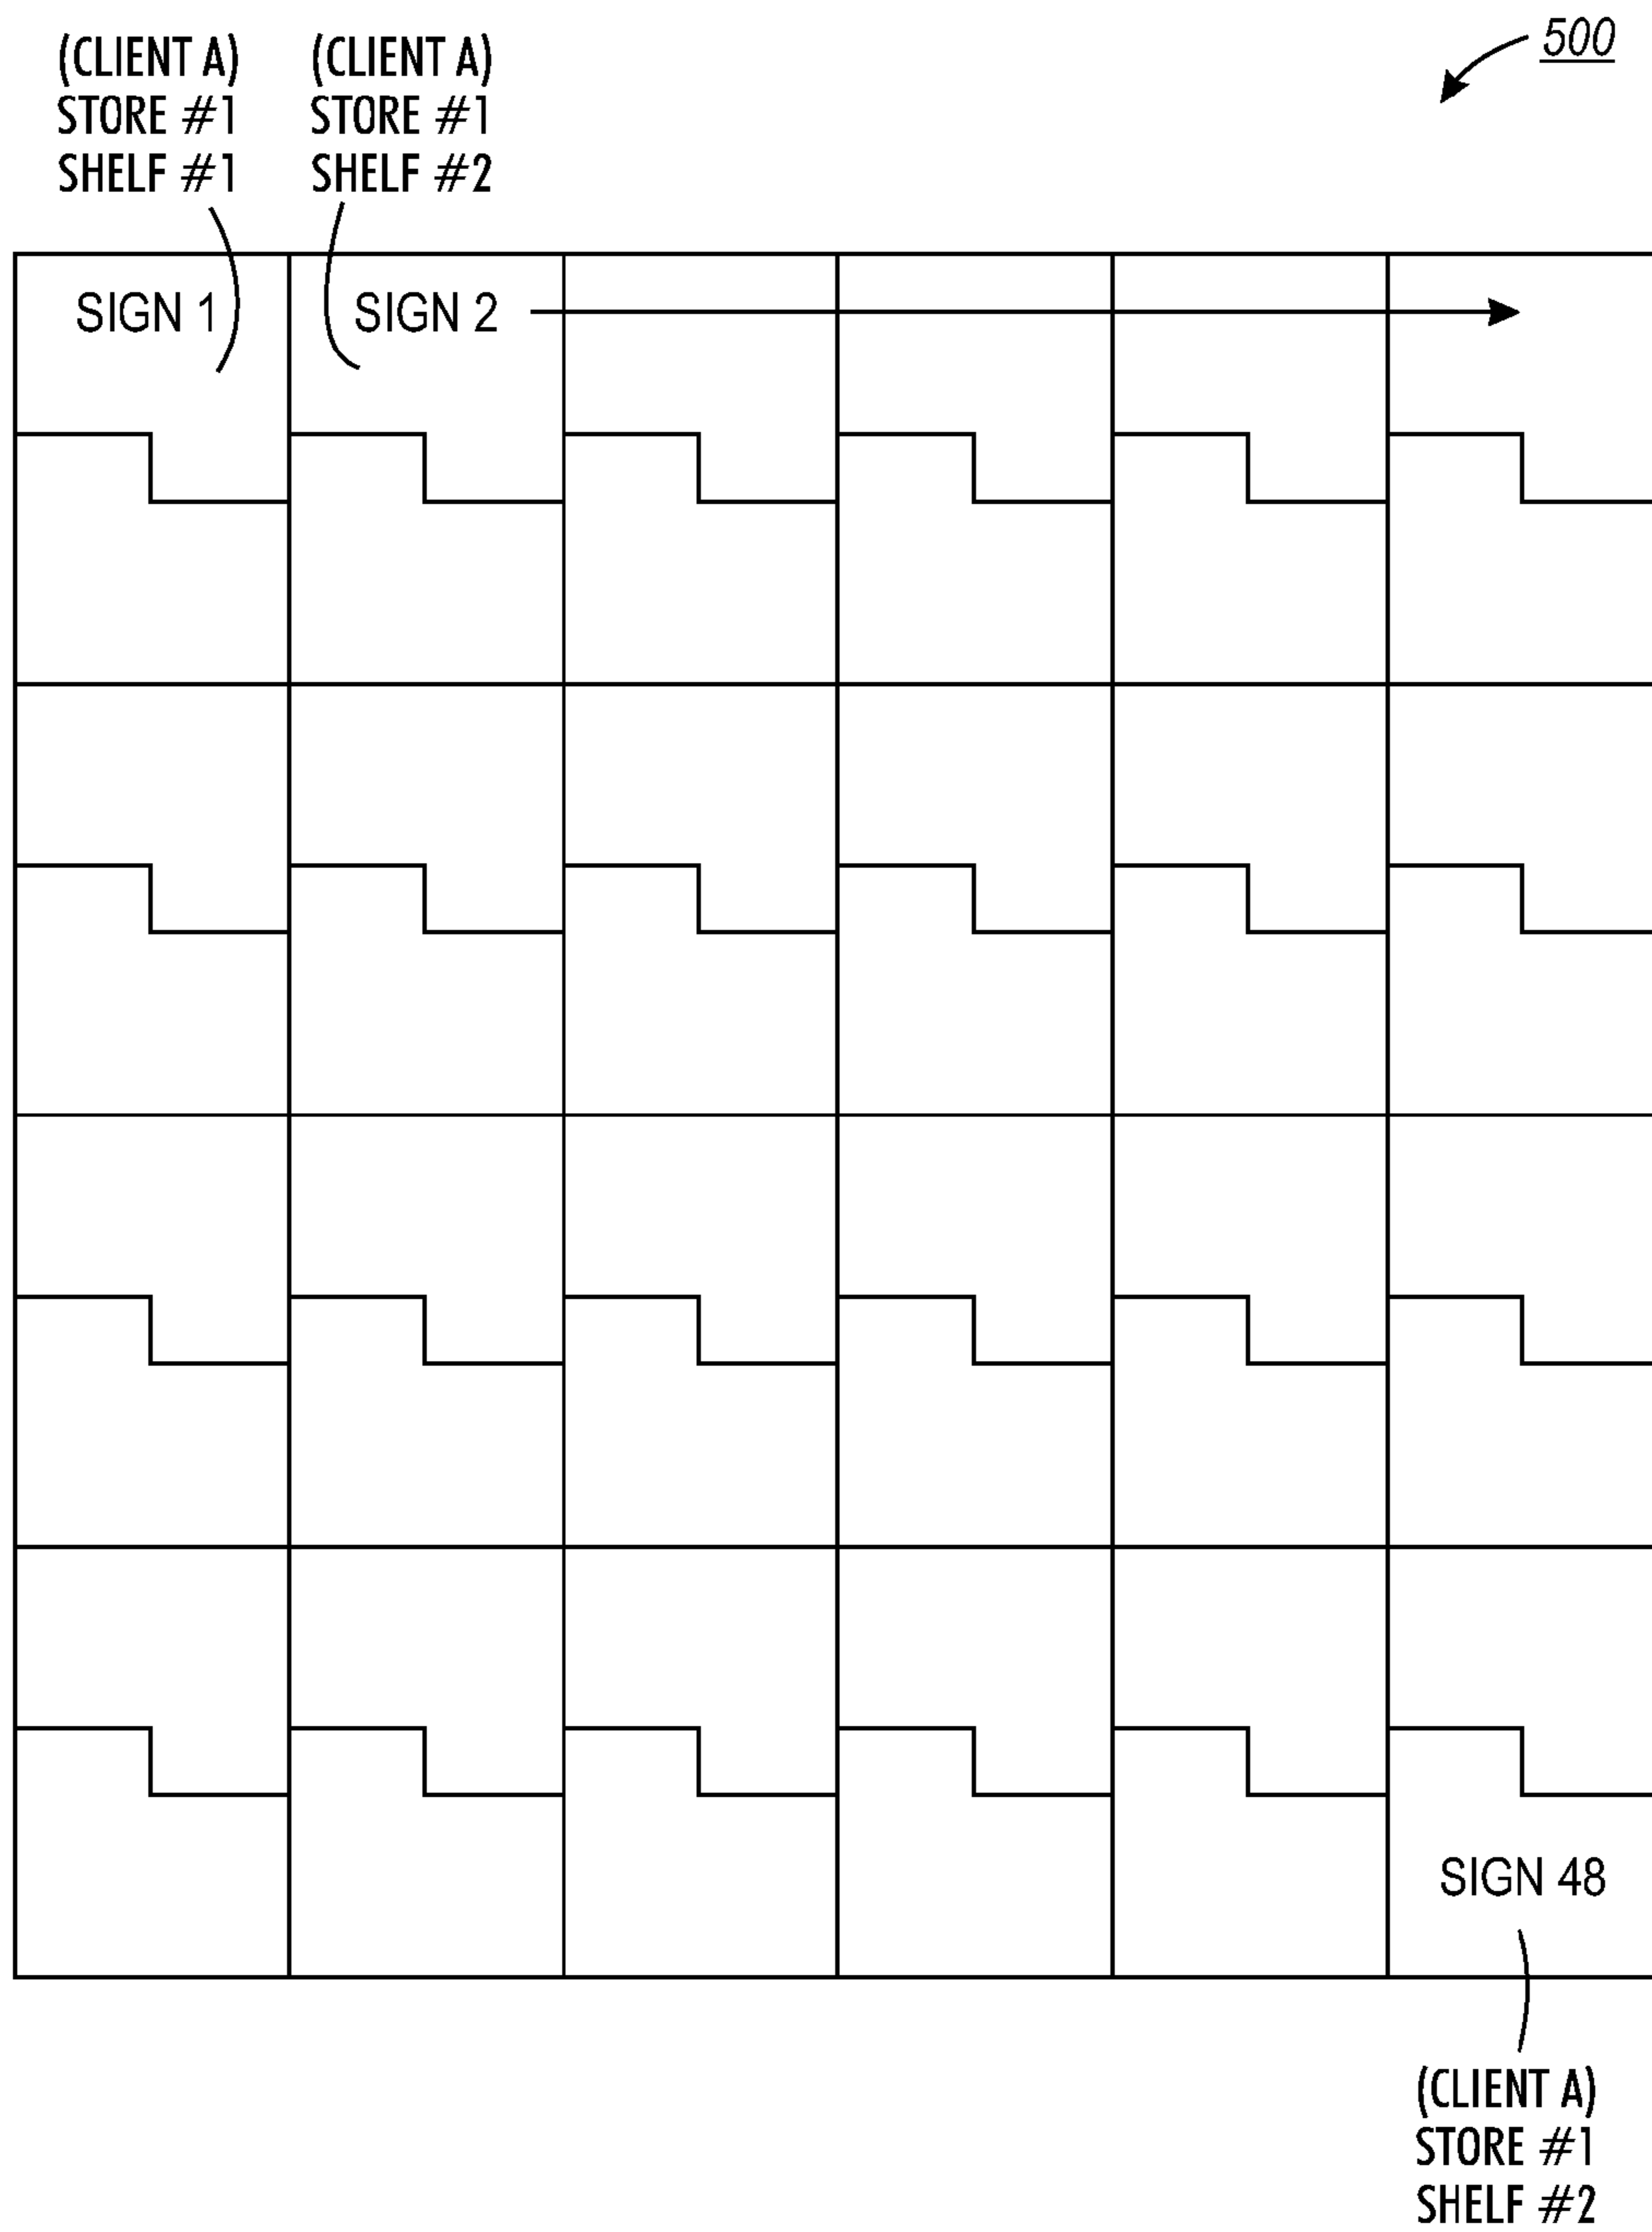 500
(CLIENT A)
STORE #1
SHELF #1
(CLIENT A)
STORE #1
SHELF #2
SIGN 1
SIGN 2
SIGN 48
(CLIENT A)
STORE #1
SHELF #2